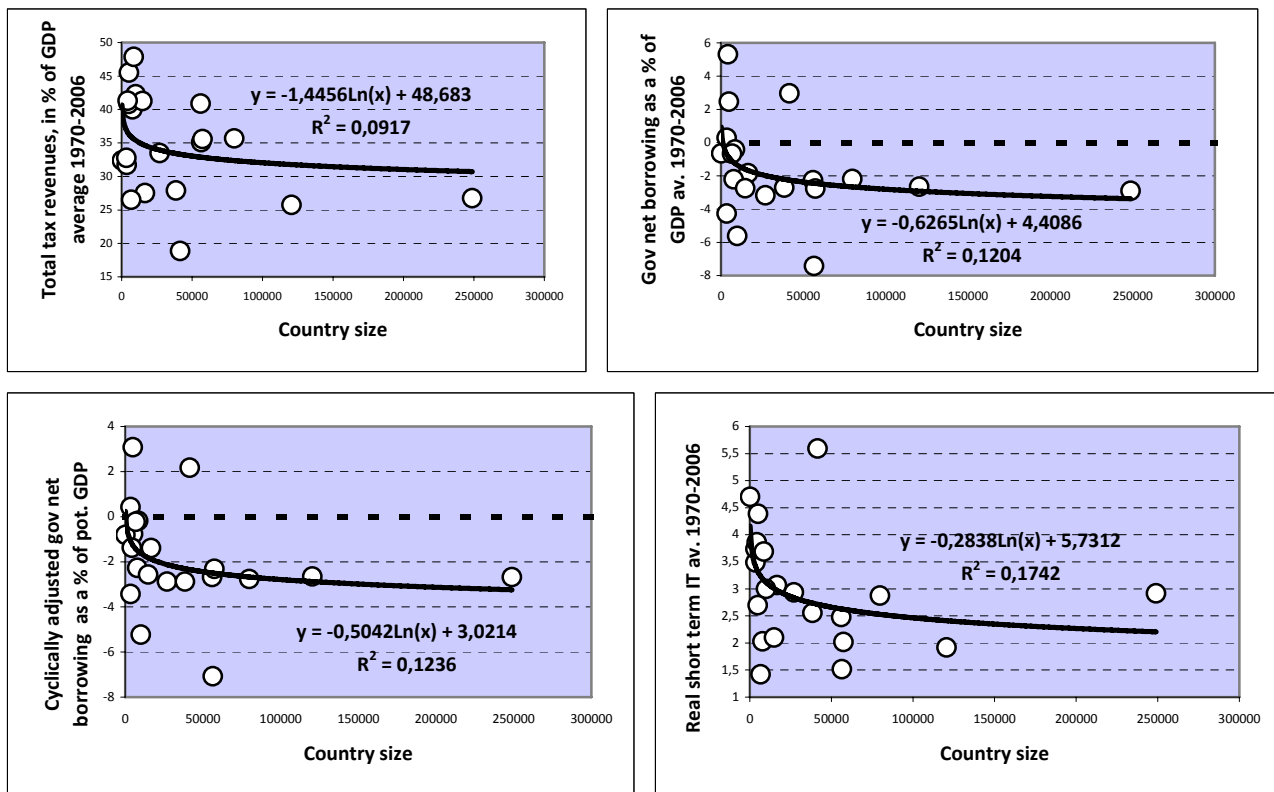 Total tax revenues, in % of GDP
average 1970-2006
50
45
40
35
30
25
20
15
y = -1,4456Ln(x) + 48,683
R² = 0,0917
0 50000 100000 150000 200000 250000 300000
Country size
Gov net borrowing as a % of
GDP av. 1970-2006
6
4
2
0
-2
-4
-6
-8
y = -0,6265Ln(x) + 4,4086
R² = 0,1204
0 50000 100000 150000 200000 250000 300000
Country size
Cyclically adjusted gov net
borrowing as a % of pot. GDP
4
2
0
-2
-4
-6
-8
y = -0,5042Ln(x) + 3,0214
R² = 0,1236
0 50000 100000 150000 200000 250000 300000
Country size
Real short term IT av. 1970-2006
6
5,5
5
4,5
4
3,5
3
2,5
2
1,5
1
y = -0,2838Ln(x) + 5,7312
R² = 0,1742
0 50000 100000 150000 200000 250000 300000
Country size